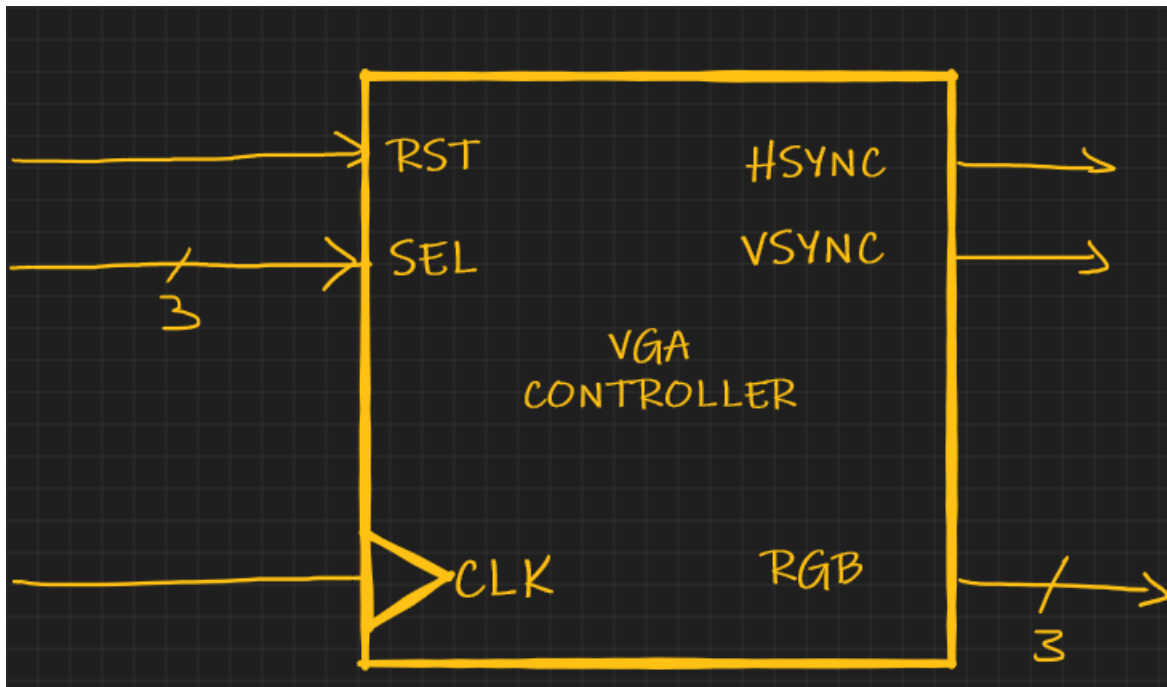 RST
HSYNC
SEL
VSYNC
3
VGA
CONTROLLER
CLK
RGB
3